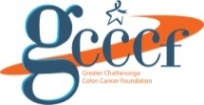 gcccf
Greater Chattanooga
Colon Cancer Foundation